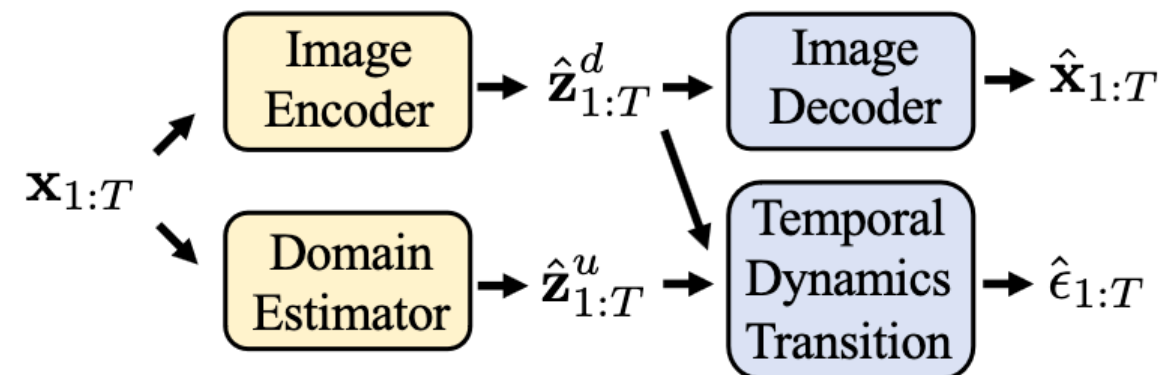 x_{1:T}
Image
Encoder
ẑ^d_{1:T}
Image
Decoder
x̂_{1:T}
Domain
Estimator
ẑ^u_{1:T}
Temporal
Dynamics
Transition
ϵ̂_{1:T}